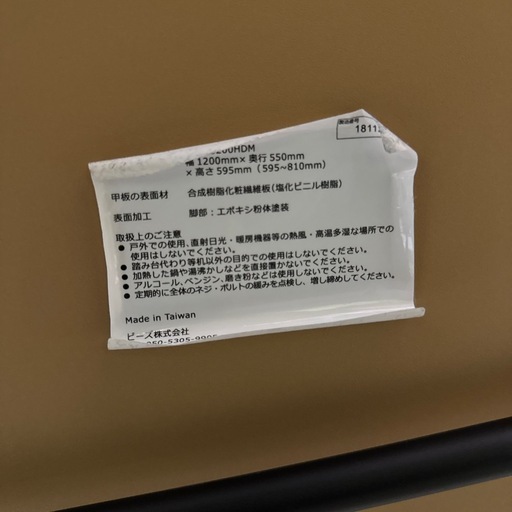 製造番号
1811
200HDM
幅 1200mm× 奥行 550mm
× 高さ 595mm（595~810mm）
甲板の表面材 合成樹脂化粧繊維板（塩化ビニル樹脂）
表面加工 脚部：エポキシ粉体塗装
取扱上のご注意
● 戸外での使用、直射日光・暖房機器等の熱風・高温多湿な場所での
使用はしないでください。
● 踏み台代わり等机以外の目的での使用はしないでください。
● 加熱した鍋や湯沸かしなどを直接置かないでください。
● アルコール、ベンジン、磨き粉などは使用しないでください。
● 定期的に全体のネジ・ボルトの緩みを点検し、増し締めしてください。
Made in Taiwan
ビーズ株式会社
050-5305-9905